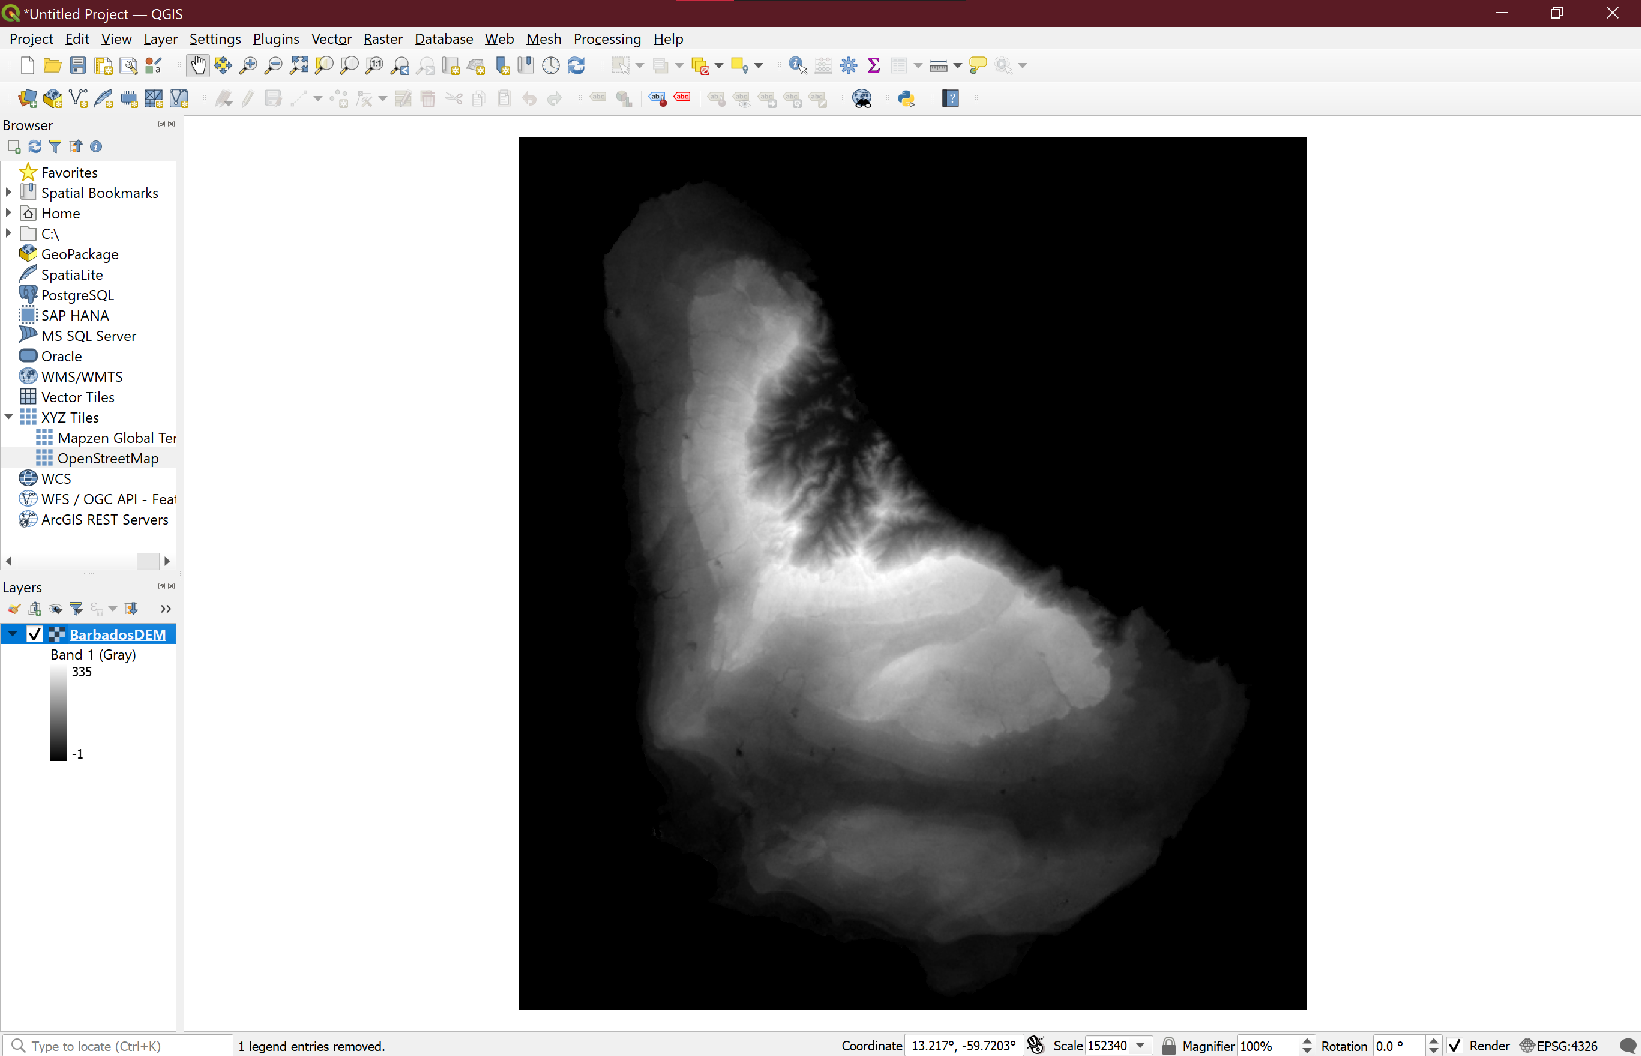 *Untitled Project — QGIS
Project Edit View Layer Settings Plugins Vector Raster Database Web Mesh Processing Help
Browser
Favorites
Spatial Bookmarks
Home
C:\
GeoPackage
SpatiaLite
PostgreSQL
SAP HANA
MS SQL Server
Oracle
WMS/WMTS
Vector Tiles
XYZ Tiles
Mapzen Global Ter
OpenStreetMap
WCS
WFS / OGC API - Feat
ArcGIS REST Servers
Layers
BarbadosDEM
Band 1 (Gray)
335
-1
Type to locate (Ctrl+K) 1 legend entries removed. Coordinate 13.217°, -59.7203° Scale 152340 Magnifier 100% Rotation 0.0 ° Render EPSG:4326